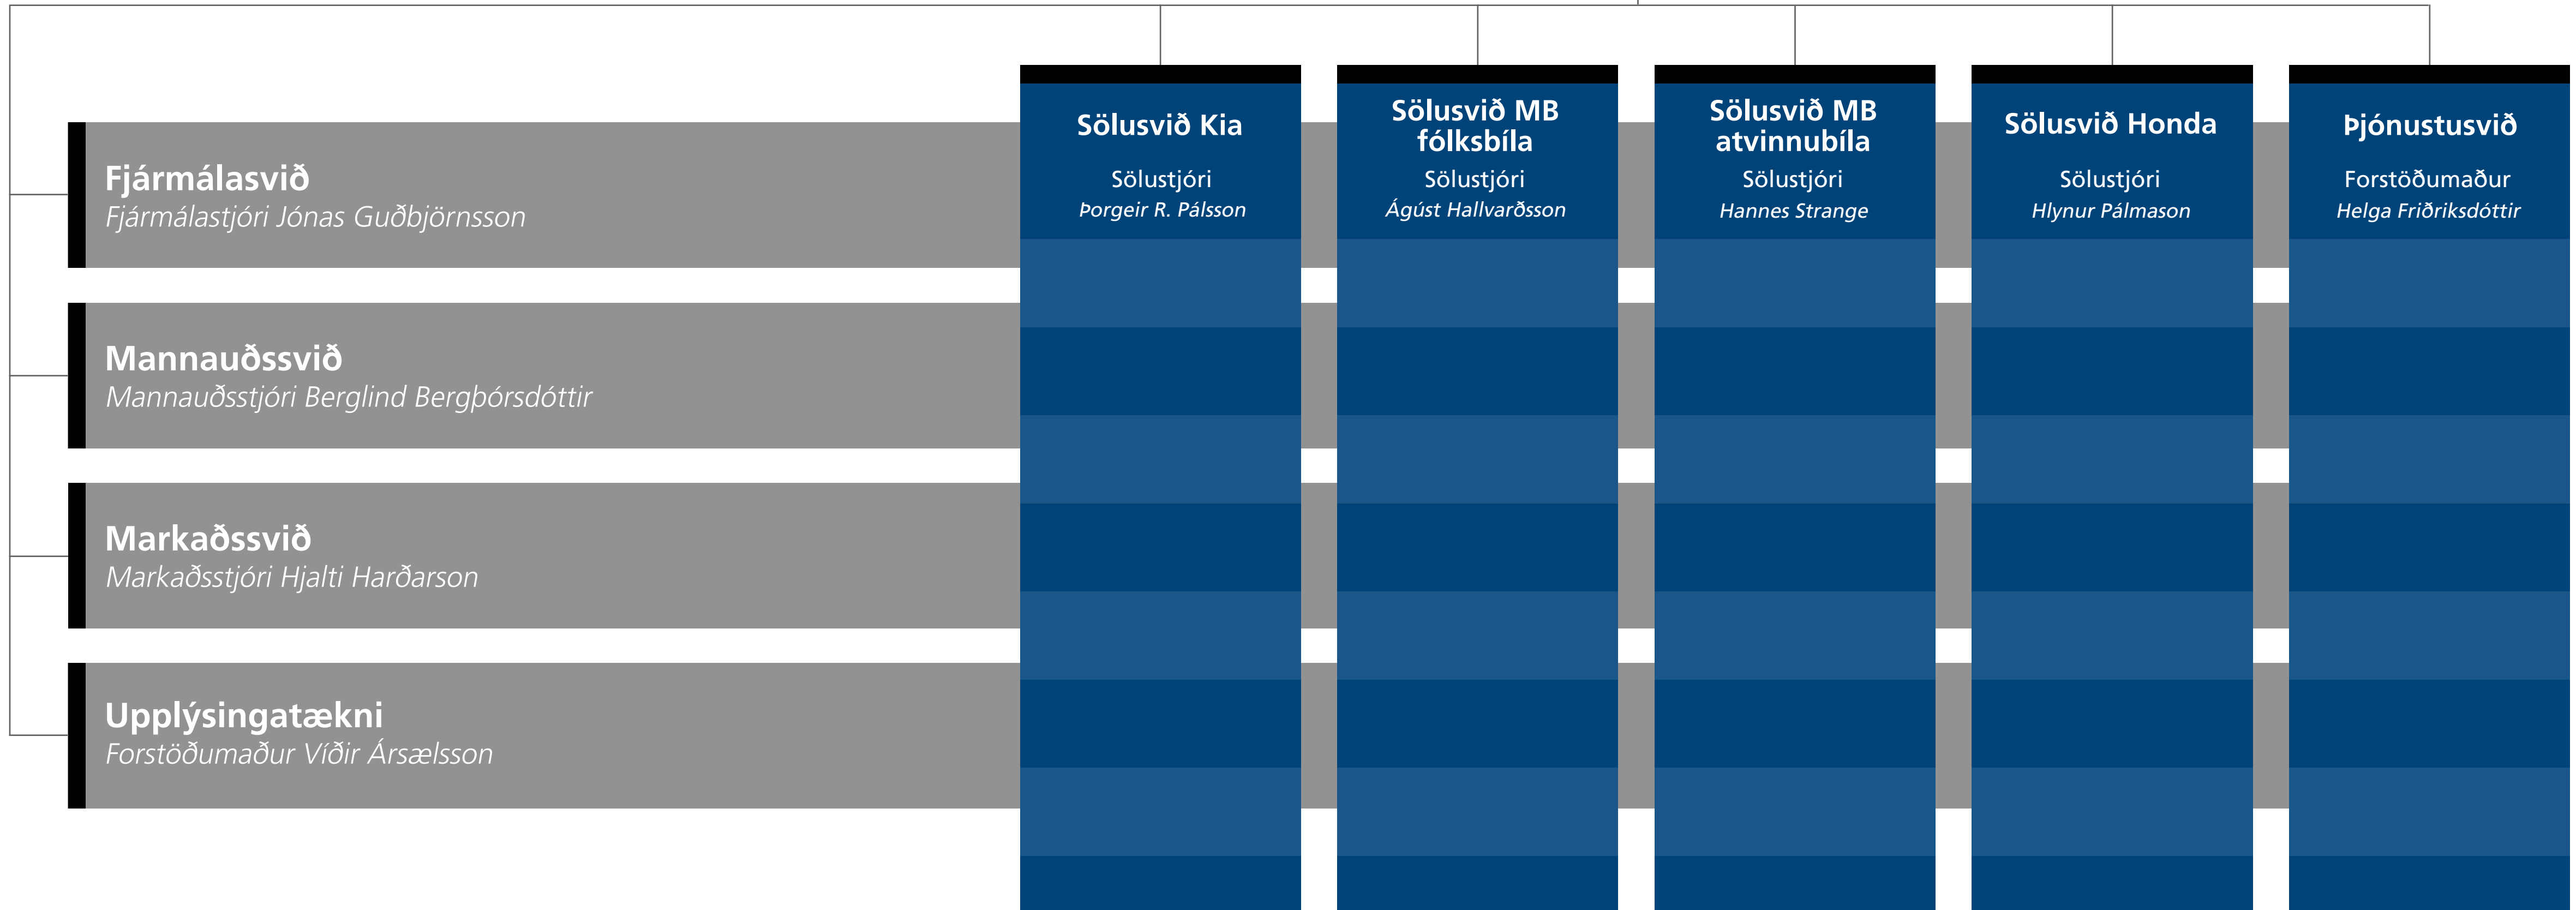 Sölusvið Kia
Sölustjóri
Þorgeir R. Pálsson
Sölusvið MB
fólksbíla
Sölustjóri
Ágúst Hallvarðsson
Sölusvið MB
atvinnubíla
Sölustjóri
Hannes Strange
Sölusvið Honda
Sölustjóri
Hlynur Pálmason
Þjónustusvið
Forstöðumaður
Helga Friðriksdóttir
Fjármálasvið
Fjármálastjóri Jónas Guðbjörnsson
Mannauðssvið
Mannauðsstjóri Berglind Bergþórsdóttir
Markaðssvið
Markaðsstjóri Hjalti Harðarson
Upplýsingatækni
Forstöðumaður Víðir Ársælsson